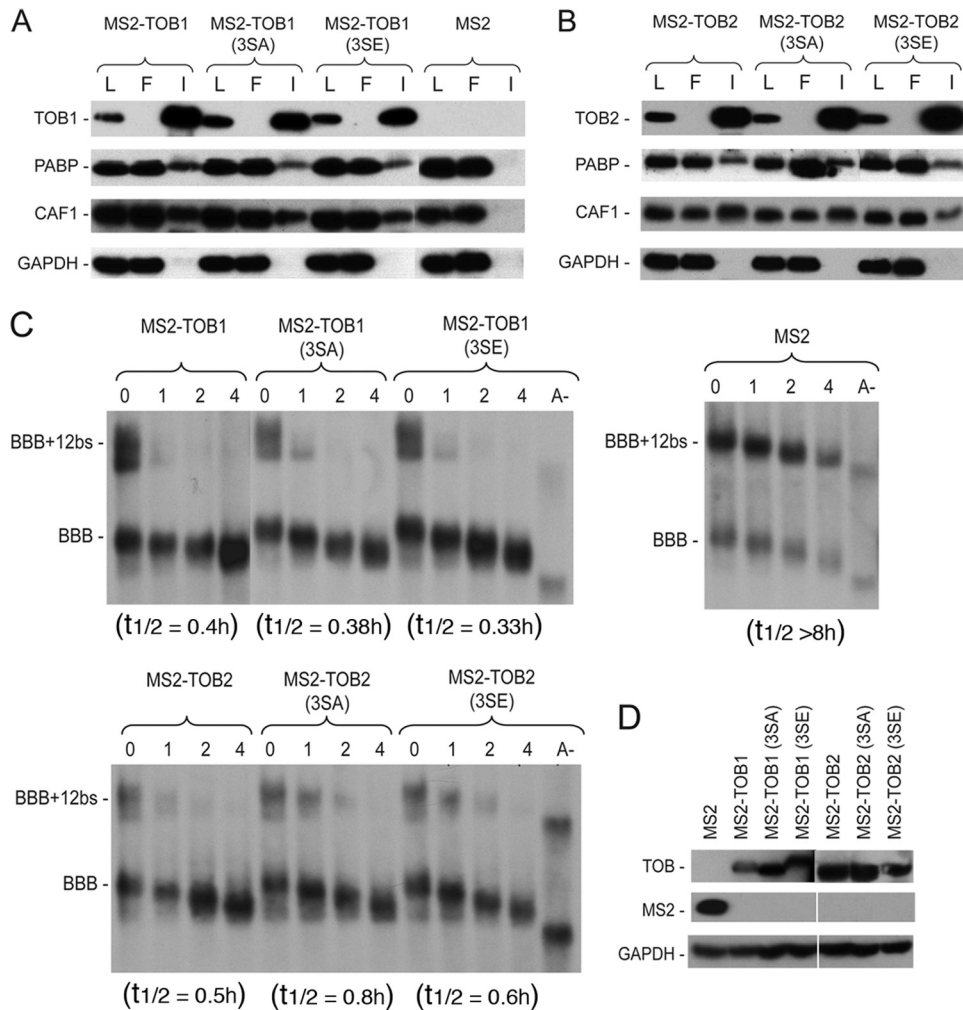 A
MS2-TOB1 MS2-TOB1 (3SA) MS2-TOB1 (3SE) MS2
L F I L F I L F I L F I
TOB1 -
PABP -
CAF1 -
GAPDH -
B
MS2-TOB2 MS2-TOB2 (3SA) MS2-TOB2 (3SE)
L F I L F I L F I
TOB2 -
PABP -
CAF1 -
GAPDH -
C
MS2-TOB1 MS2-TOB1 (3SA) MS2-TOB1 (3SE)
0 1 2 4 0 1 2 4 0 1 2 4 A-
BBB+12bs -
BBB -
(t1/2 = 0.4h) (t1/2 = 0.38h) (t1/2 = 0.33h)
MS2
0 1 2 4 A-
BBB+12bs -
BBB -
(t1/2 >8h)
MS2-TOB2 MS2-TOB2 (3SA) MS2-TOB2 (3SE)
0 1 2 4 0 1 2 4 0 1 2 4 A-
BBB+12bs -
BBB -
(t1/2 = 0.5h) (t1/2 = 0.8h) (t1/2 = 0.6h)
D
MS2 MS2-TOB1 MS2-TOB1 (3SA) MS2-TOB1 (3SE) MS2-TOB2 MS2-TOB2 (3SA) MS2-TOB2 (3SE)
TOB -
MS2 -
GAPDH -